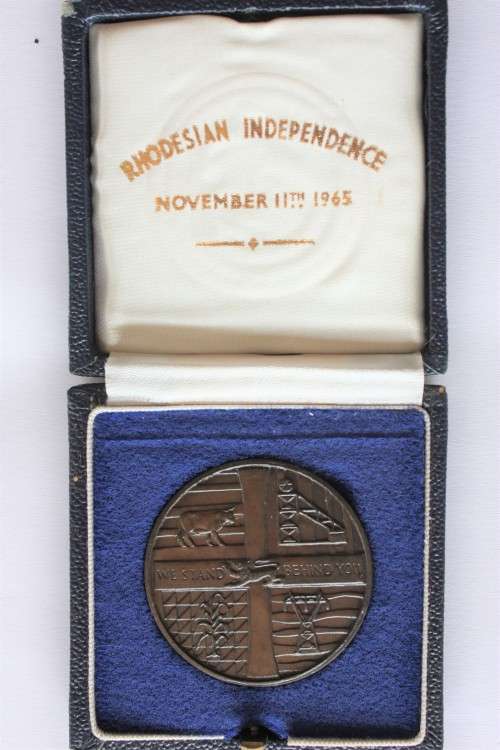 RHODESIAN INDEPENDENCE
NOVEMBER 11TH 1965
WE STAND BEHIND YOU